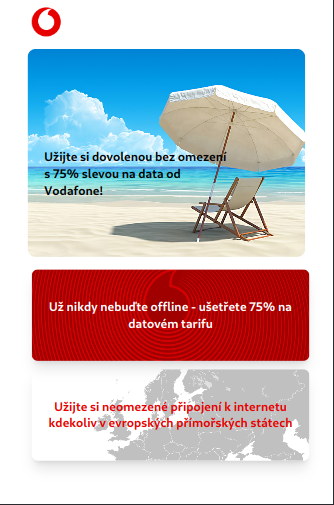 Užijte si dovolenou bez omezení
s 75% slevou na data od
Vodafone!
Už nikdy nebuďte offline - ušetřete 75% na
datovém tarifu
Užijte si neomezené připojení k internetu
kdekoliv v evropských přímořských státech